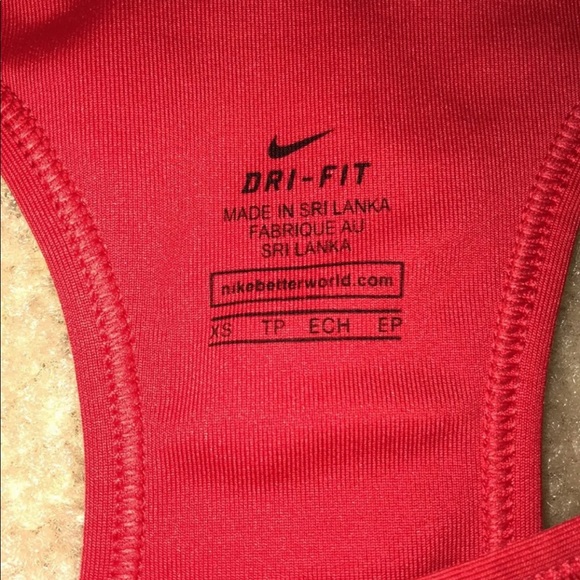 DRI-FIT
MADE IN SRI LANKA
FABRIQUE AU
SRI LANKA
nikebetterworld.com
XS TP ECH EP